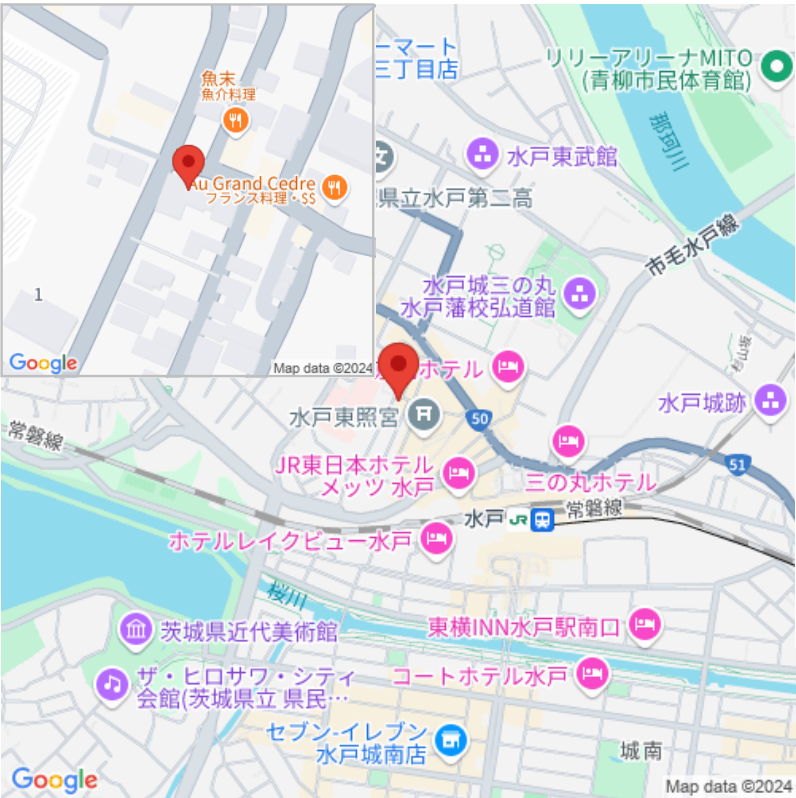 魚末
魚介料理
Au Grand Cedre
フランス料理・$$
1
Google
Map data ©2024
ーマート
三丁目店
リリーアリーナMITO
(青柳市民体育館)
那珂川
水戸東武館
県立水戸第二高
市毛水戸線
水戸城三の丸
水戸藩校弘道館
杉山坂
ホテル
水戸城跡
水戸東照宮
50
常磐線
JR東日本ホテル
メッツ 水戸
三の丸ホテル
51
水戸
JR
常磐線
ホテルレイクビュー水戸
桜川
茨城県近代美術館
東横INN水戸駅南口
ザ・ヒロサワ・シティ
会館(茨城県立 県民…
コートホテル水戸
セブン-イレブン
水戸城南店
城南
Google
Map data ©2024